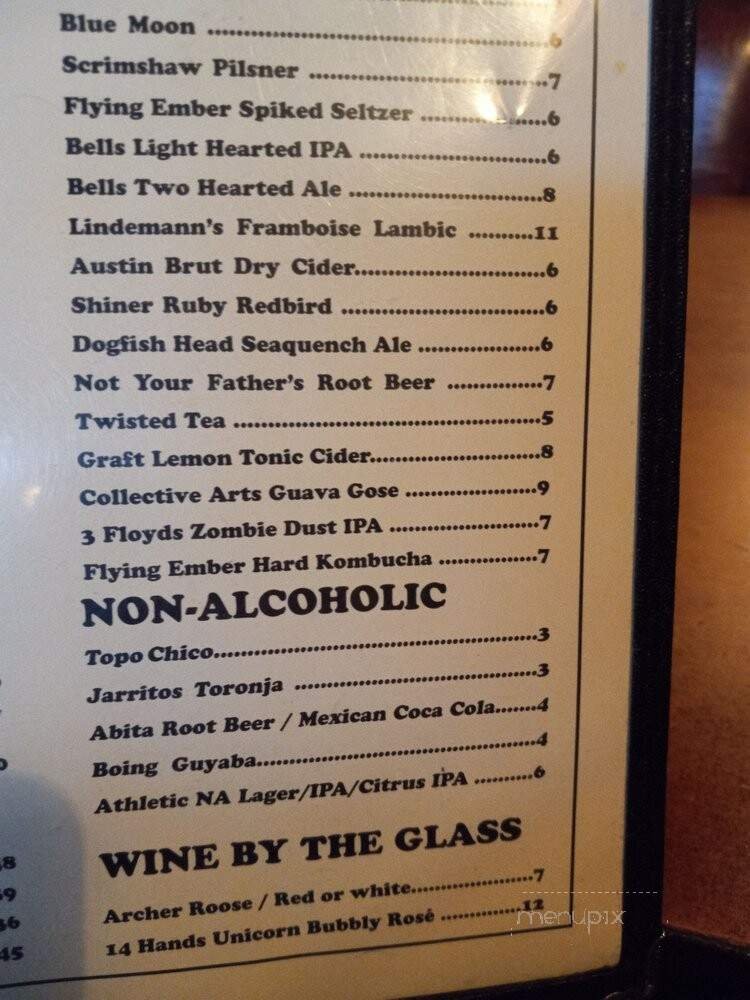 Blue Moon ........................................6
Scrimshaw Pilsner ............................7
Flying Ember Spiked Seltzer ...............6
Bells Light Hearted IPA ........................6
Bells Two Hearted Ale ..........................8
Lindemann's Framboise Lambic ..........11
Austin Brut Dry Cider..........................6
Shiner Ruby Redbird ...........................6
Dogfish Head Seaquench Ale ................6
Not Your Father's Root Beer .............7
Twisted Tea .........................................5
Graft Lemon Tonic Cider.......................8
Collective Arts Guava Gose .................9
3 Floyds Zombie Dust IPA ...................7
Flying Ember Hard Kombucha .............7
NON-ALCOHOLIC
Topo Chico...........................................3
Jarritos Toronja ................................3
Abita Root Beer / Mexican Coca Cola.......4
Boing Guyaba.....................................4
Athletic NA Lager/IPA/Citrus IPA .........6
WINE BY THE GLASS
Archer Roose / Red or white................7
14 Hands Unicorn Bubbly Rosé ............12
45
menupix